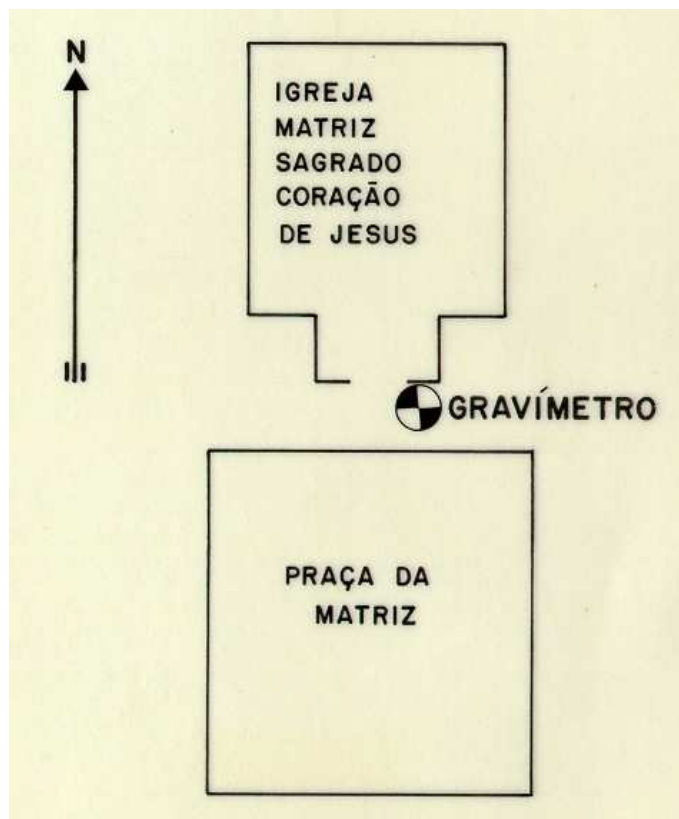 N
IGREJA
MATRIZ
SAGRADO
CORAÇÃO
DE JESUS
GRAVÍMETRO
PRAÇA DA
MATRIZ